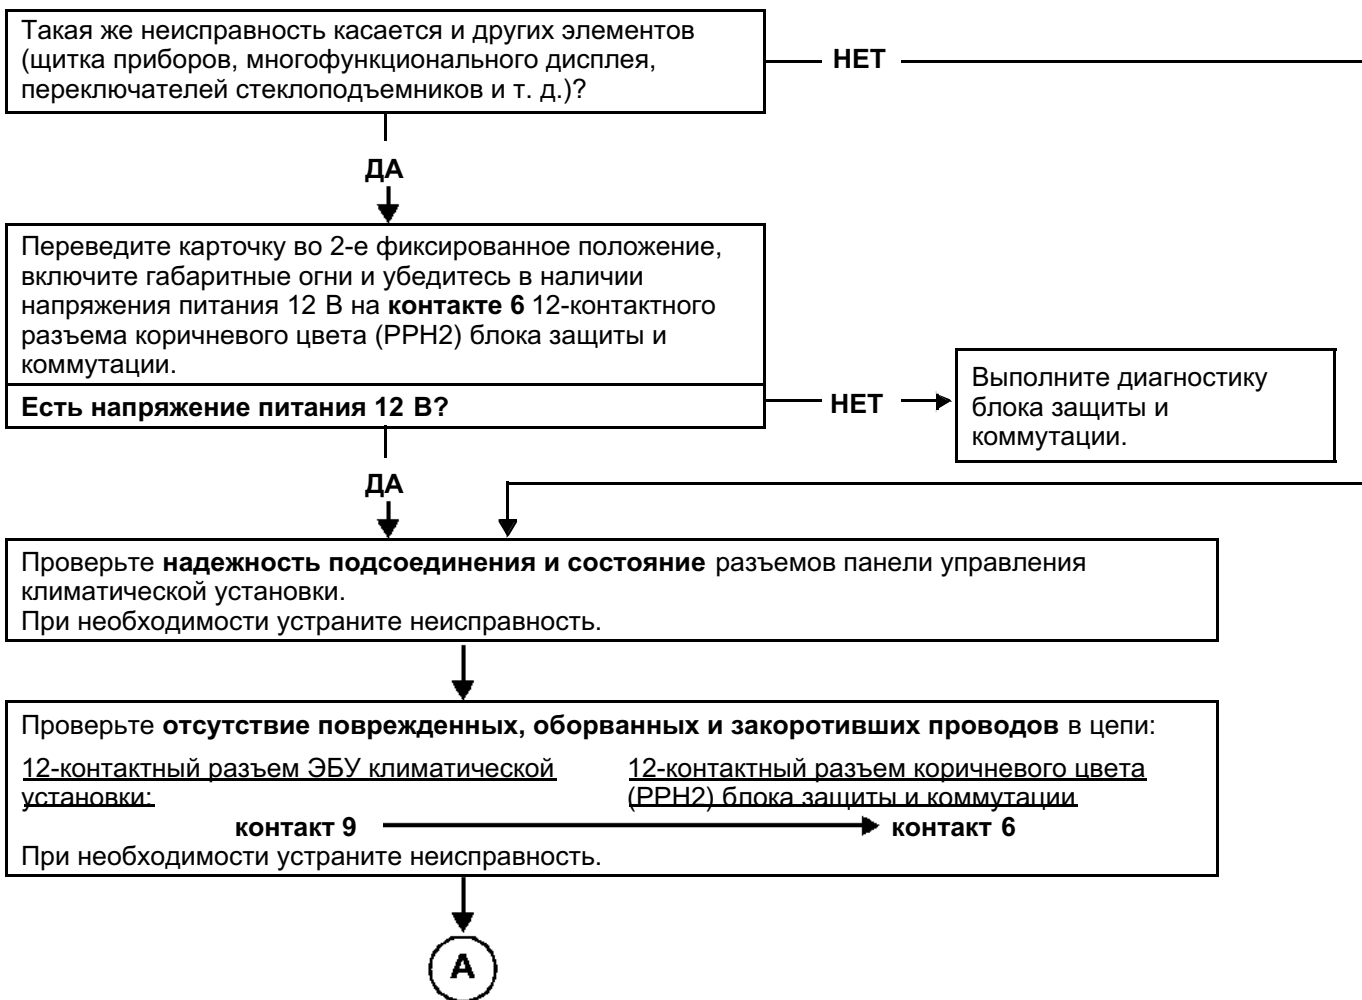 Такая же неисправность касается и других элементов
(щитка приборов, многофункционального дисплея,
переключателей стеклоподъемников и т. д.)?
НЕТ
ДА
Переведите карточку во 2-е фиксированное положение,
включите габаритные огни и убедитесь в наличии
напряжения питания 12 В на контакте 6 12-контактного
разъема коричневого цвета (PPH2) блока защиты и
коммутации.
Есть напряжение питания 12 В?
НЕТ
Выполните диагностику
блока защиты и
коммутации.
ДА
Проверьте надежность подсоединения и состояние разъемов панели управления
климатической установки.
При необходимости устраните неисправность.
Проверьте отсутствие поврежденных, оборванных и закоротивших проводов в цепи:
12-контактный разъем ЭБУ климатической
установки:
12-контактный разъем коричневого цвета
(PPH2) блока защиты и коммутации
контакт 9
контакт 6
При необходимости устраните неисправность.
A